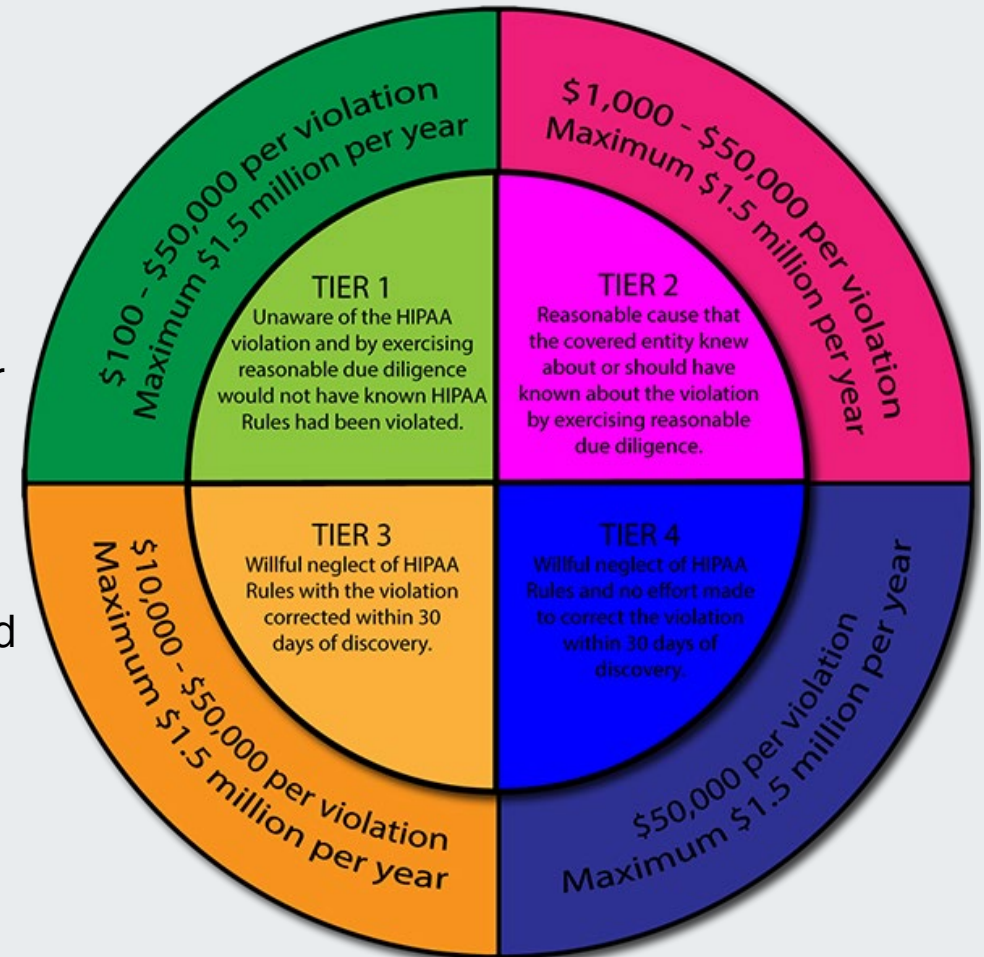 $100 - $50,000 per violation
Maximum $1.5 million per year
TIER 1
Unaware of the HIPAA
violation and by exercising
reasonable due diligence
would not have known HIPAA
Rules had been violated.
$1,000 - $50,000 per violation
Maximum $1.5 million per year
TIER 2
Reasonable cause that
the covered entity knew
about or should have
known about the violation
by exercising reasonable
due diligence.
TIER 3
Willful neglect of HIPAA
Rules with the violation
corrected within 30
days of discovery.
$10,000 - $50,000 per violation
Maximum $1.5 million per year
TIER 4
Willful neglect of HIPAA
Rules and no effort made
to correct the violation
within 30 days of
discovery.
$50,000 per violation
Maximum $1.5 million per year